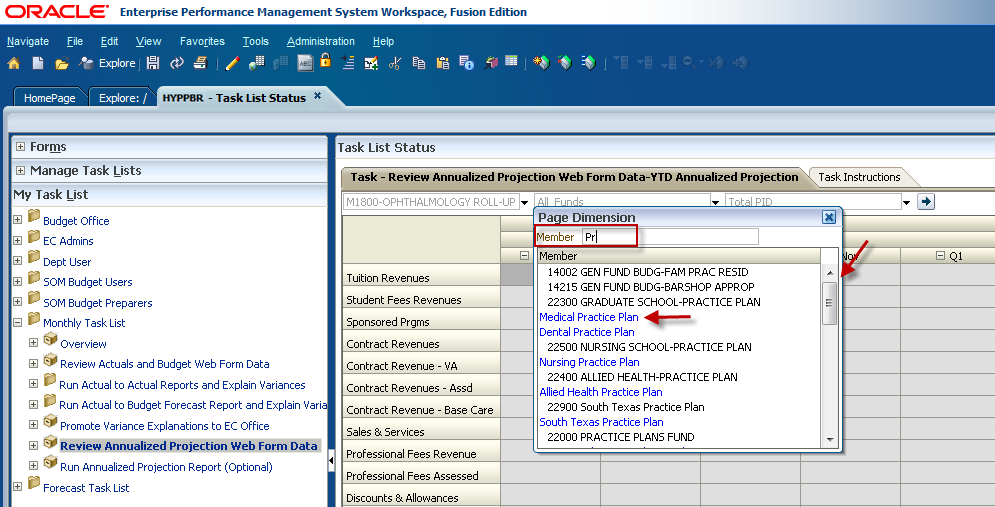 ORACLE Enterprise Performance Management System Workspace, Fusion Edition
Navigate File Edit View Favorites Tools Administration Help
Explore ABC
HomePage Explore: / HYPPBR - Task List Status
Forms
Manage Task Lists
My Task List
Budget Office
EC Admins
Dept User
SOM Budget Users
SOM Budget Preparers
Monthly Task List
Overview
Review Actuals and Budget Web Form Data
Run Actual to Actual Reports and Explain Variances
Run Actual to Budget Forecast Report and Explain Varia
Promote Variance Explanations to EC Office
Review Annualized Projection Web Form Data
Run Annualized Projection Report (Optional)
Forecast Task List
Task List Status
Task - Review Annualized Projection Web Form Data-YTD Annualized Projection Task Instructions
M1800-OPHTHALMOLOGY ROLL-UP All_Funds Total PID
Nov Q1
Tuition Revenues
Student Fees Revenues
Sponsored Prgms
Contract Revenues
Contract Revenue - VA
Contract Revenues - Assd
Contract Revenue - Base Care
Sales & Services
Professional Fees Revenue
Professional Fees Assessed
Discounts & Allowances
Page Dimension
Member Pr
Member
14002 GEN FUND BUDG-FAM PRAC RESID
14215 GEN FUND BUDG-BARSHOP APPROP
22300 GRADUATE SCHOOL-PRACTICE PLAN
Medical Practice Plan
Dental Practice Plan
22500 NURSING SCHOOL-PRACTICE PLAN
Nursing Practice Plan
22400 ALLIED HEALTH-PRACTICE PLAN
Allied Health Practice Plan
22900 South Texas Practice Plan
South Texas Practice Plan
22000 PRACTICE PLANS FUND